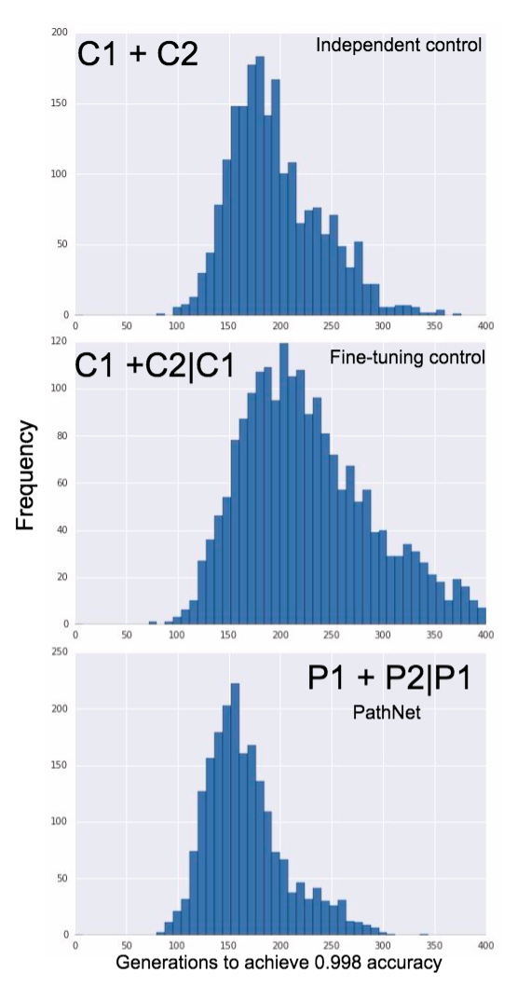 200
C1 + C2
Independent control
150
100
50
0
0 50 100 150 200 250 300 350 400
120
C1 +C2|C1
Fine-tuning control
100
80
60
40
20
0
0 50 100 150 200 250 300 350 400
Frequency
250
P1 + P2|P1
PathNet
200
150
100
50
0
0 50 100 150 200 250 300 350 400
Generations to achieve 0.998 accuracy